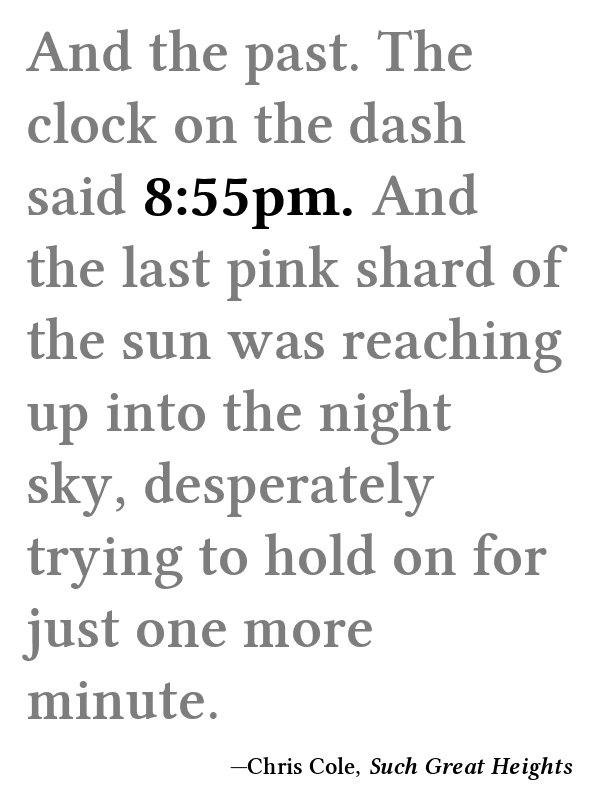 And the past. The
clock on the dash
said 8:55pm. And
the last pink shard of
the sun was reaching
up into the night
sky, desperately
trying to hold on for
just one more
minute.
—Chris Cole, Such Great Heights